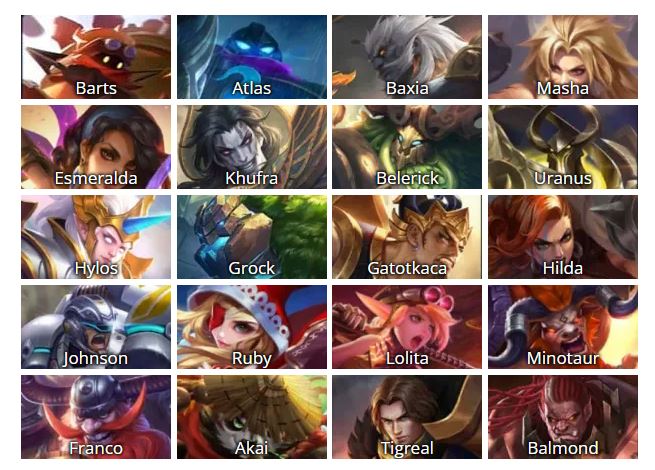 Barts
Atlas
Baxia
Masha
Esmeralda
Khufra
Belerick
Uranus
Hylos
Grock
Gatotkaca
Hilda
Johnson
Ruby
Lolita
Minotaur
Franco
Akai
Tigreal
Balmond